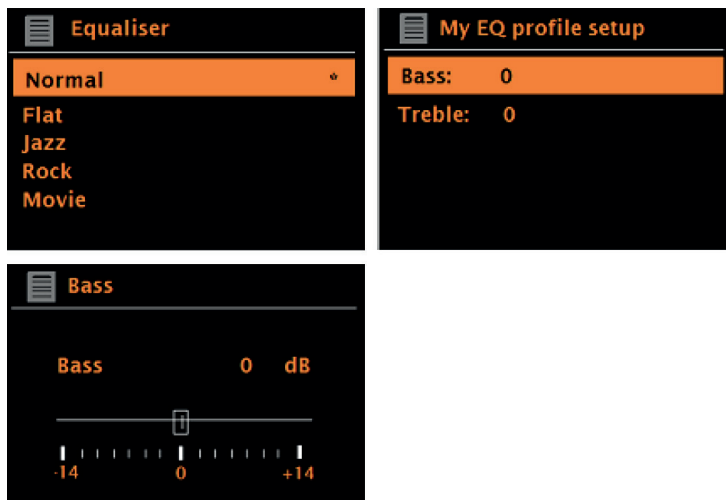 Equaliser
Normal *
Flat
Jazz
Rock
Movie
My EQ profile setup
Bass: 0
Treble: 0
Bass
Bass 0 dB
-14 0 +14